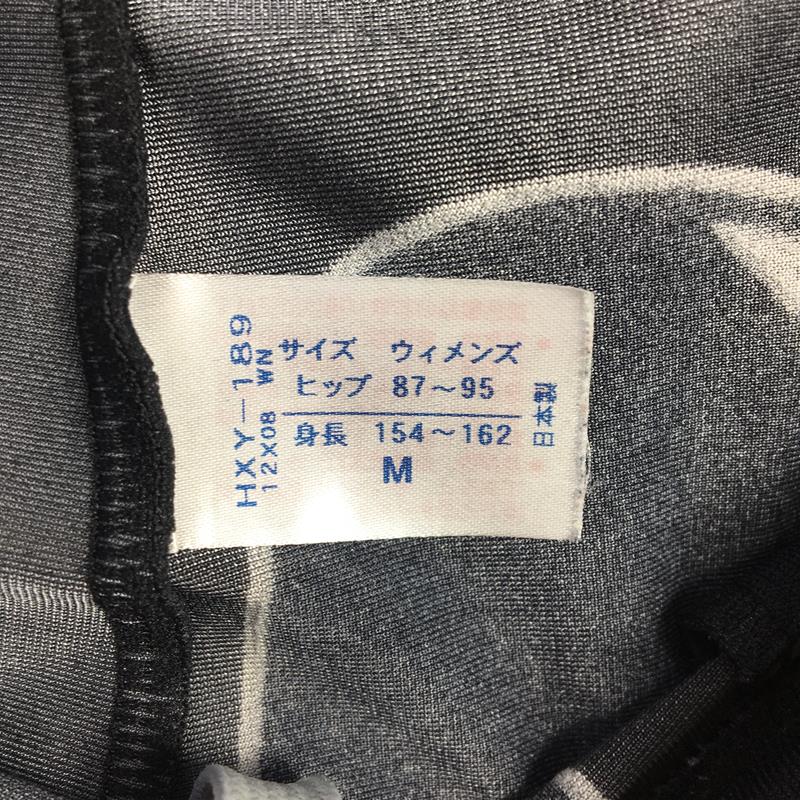 サイズ ウィメンズ
ヒップ 87～95
身長 154～162
M
日本製
HXY－189
12X08 WN